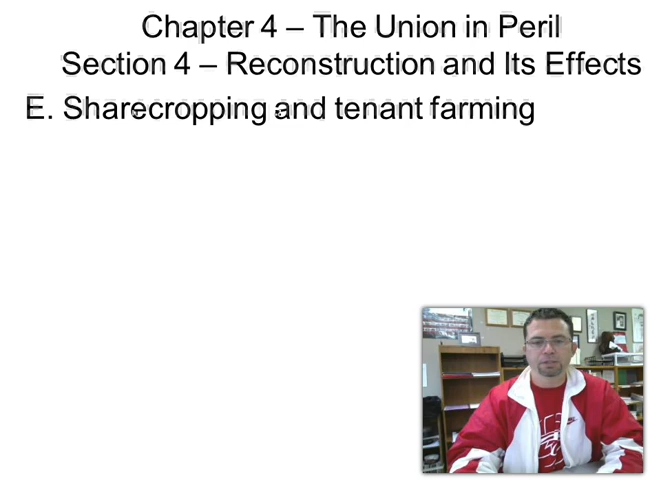 Chapter 4 – The Union in Peril
Section 4 – Reconstruction and Its Effects
E. Sharecropping and tenant farming